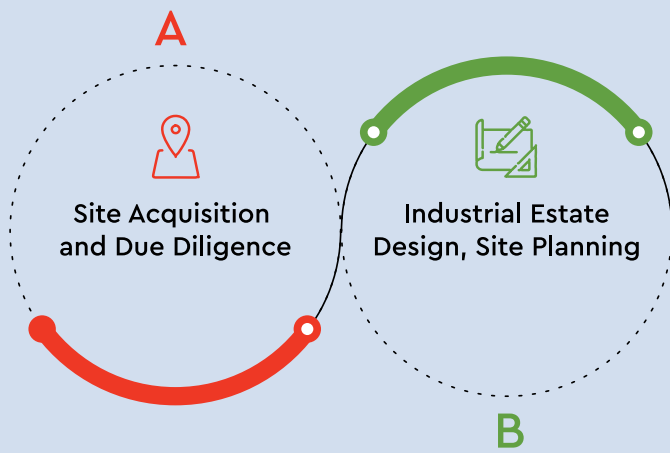 A
Site Acquisition
and Due Diligence
Industrial Estate
Design, Site Planning
B